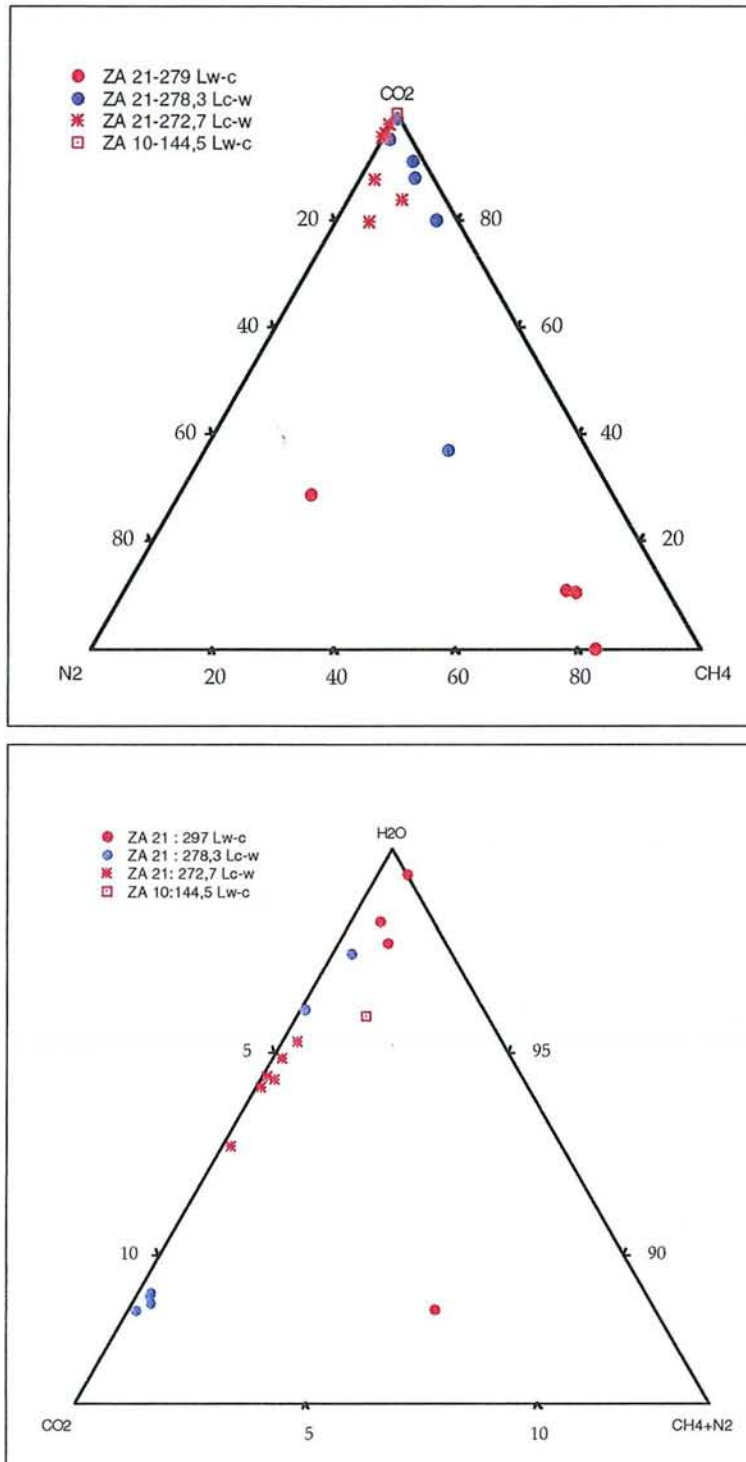 ZA 21-279 Lw-c
ZA 21-278,3 Lc-w
ZA 21-272,7 Lc-w
ZA 10-144,5 Lw-c
CO2
20 80
40 60
60 40
80 20
N2 20 40 60 80 CH4
ZA 21 : 297 Lw-c
ZA 21 : 278,3 Lc-w
ZA 21: 272,7 Lc-w
ZA 10:144,5 Lw-c
H2O
5 95
10 90
CO2 5 10 CH4+N2